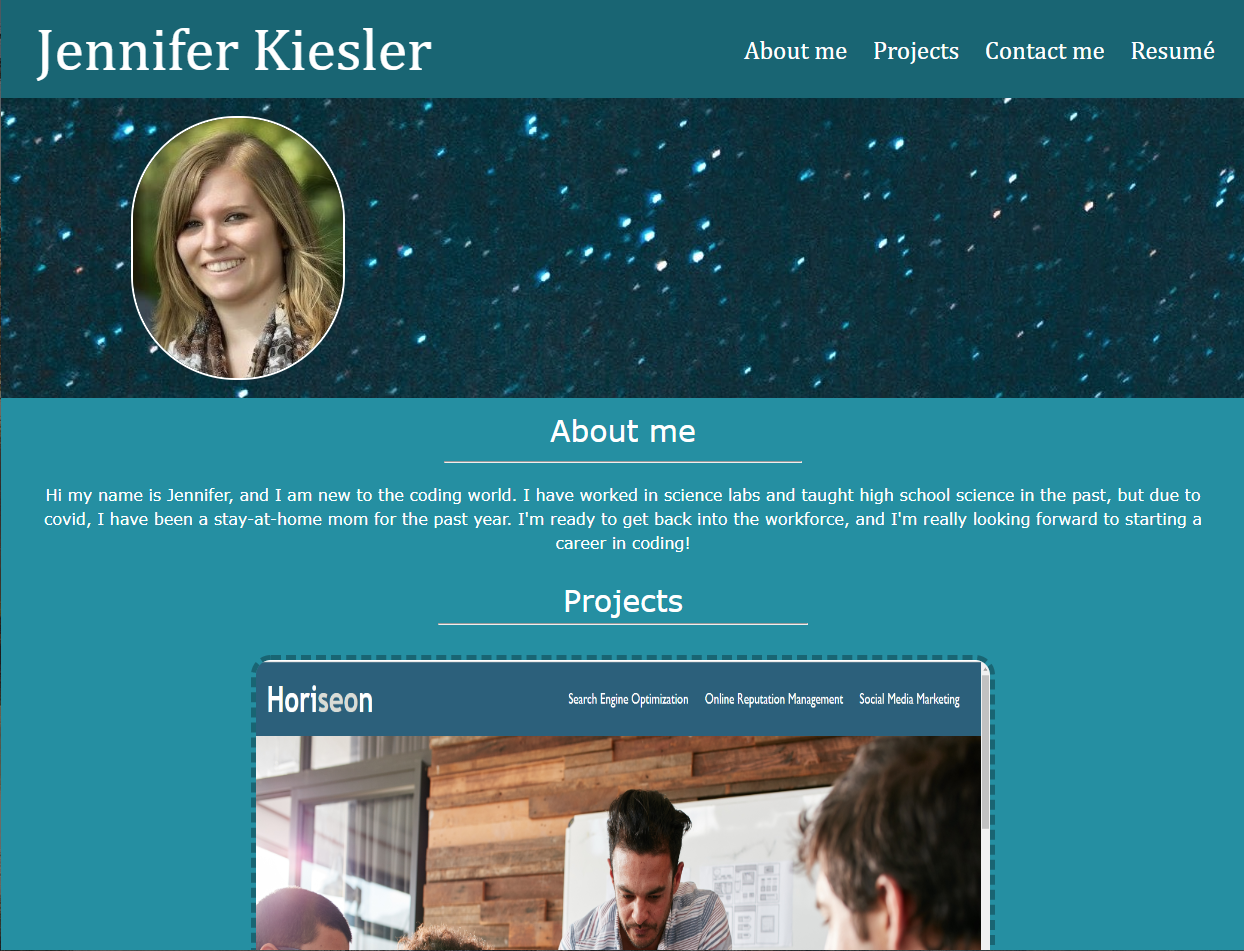 Jennifer Kiesler
About me Projects Contact me Resumé
About me
Hi my name is Jennifer, and I am new to the coding world. I have worked in science labs and taught high school science in the past, but due to
covid, I have been a stay-at-home mom for the past year. I'm ready to get back into the workforce, and I'm really looking forward to starting a
career in coding!
Projects
Horiseon
Search Engine Optimization Online Reputation Management Social Media Marketing